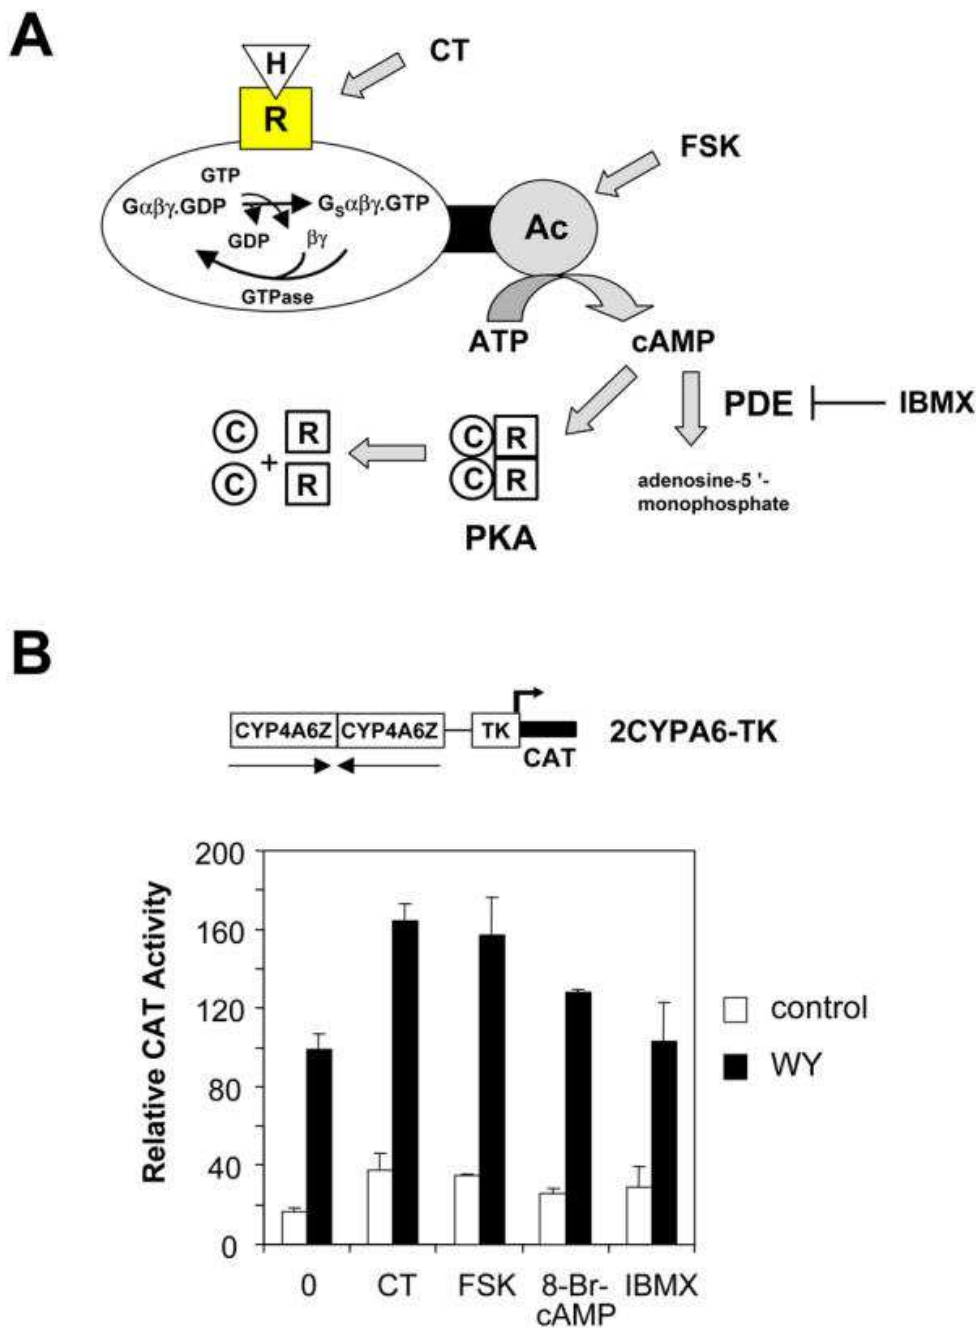 A
H
CT
R
FSK
GTP
Gαβγ.GDP
GSαβγ.GTP
Ac
GDP
βγ
GTPase
ATP
cAMP
PDE
IBMX
C
R
C
R
+
C
R
C
R
adenosine-5 '-
monophosphate
PKA
B
CYP4A6Z
CYP4A6Z
TK
2CYPA6-TK
CAT
200
160
120
80
40
0
Relative CAT Activity
control
WY
0
CT
FSK
8-Br-
cAMP
IBMX